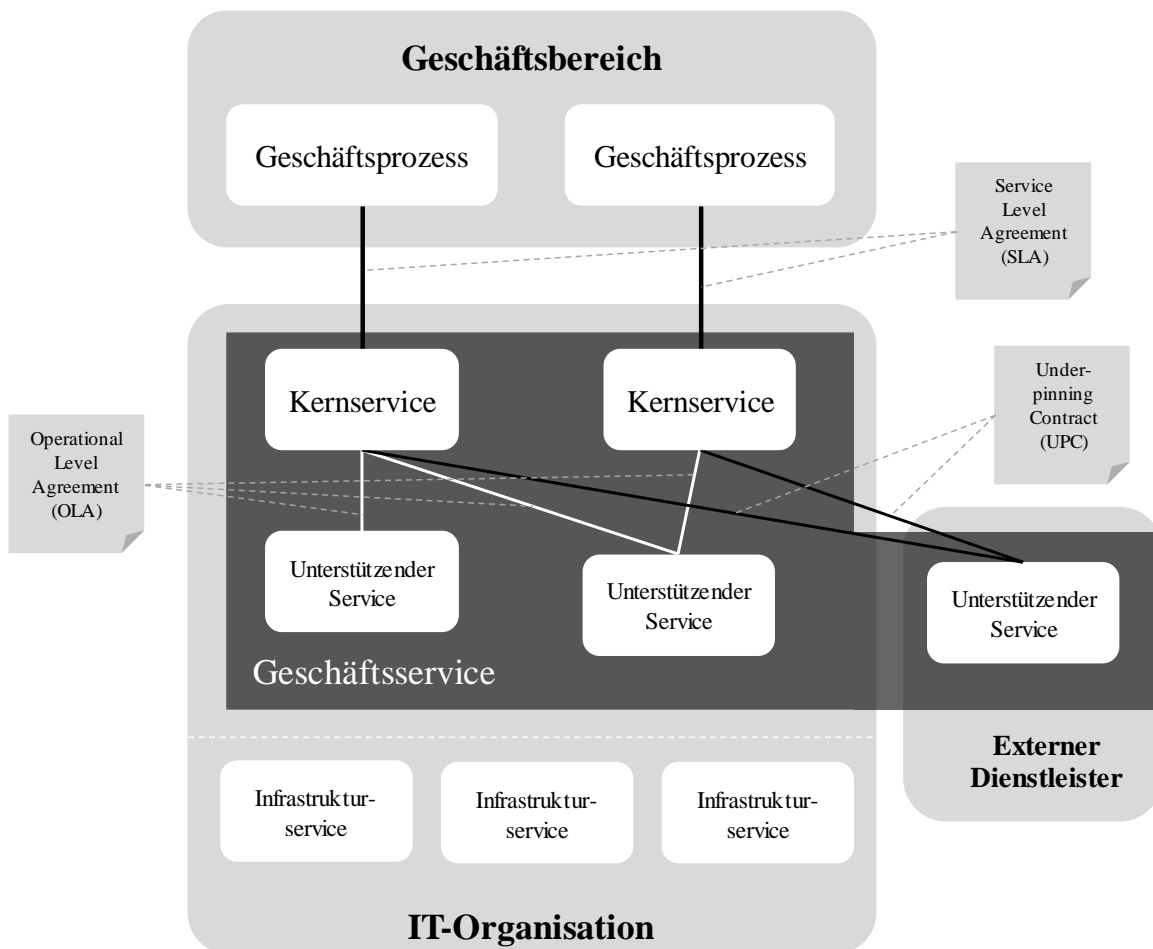 Geschäftsbereich
Geschäftsprozess
Geschäftsprozess
Service
Level
Agreement
(SLA)
Kernservice
Kernservice
Under-
pinning
Contract
(UPC)
Operational
Level
Agreement
(OLA)
Unterstützender
Service
Unterstützender
Service
Unterstützender
Service
Geschäftsservice
Externer
Dienstleister
Infrastruktur-
service
Infrastruktur-
service
Infrastruktur-
service
IT-Organisation